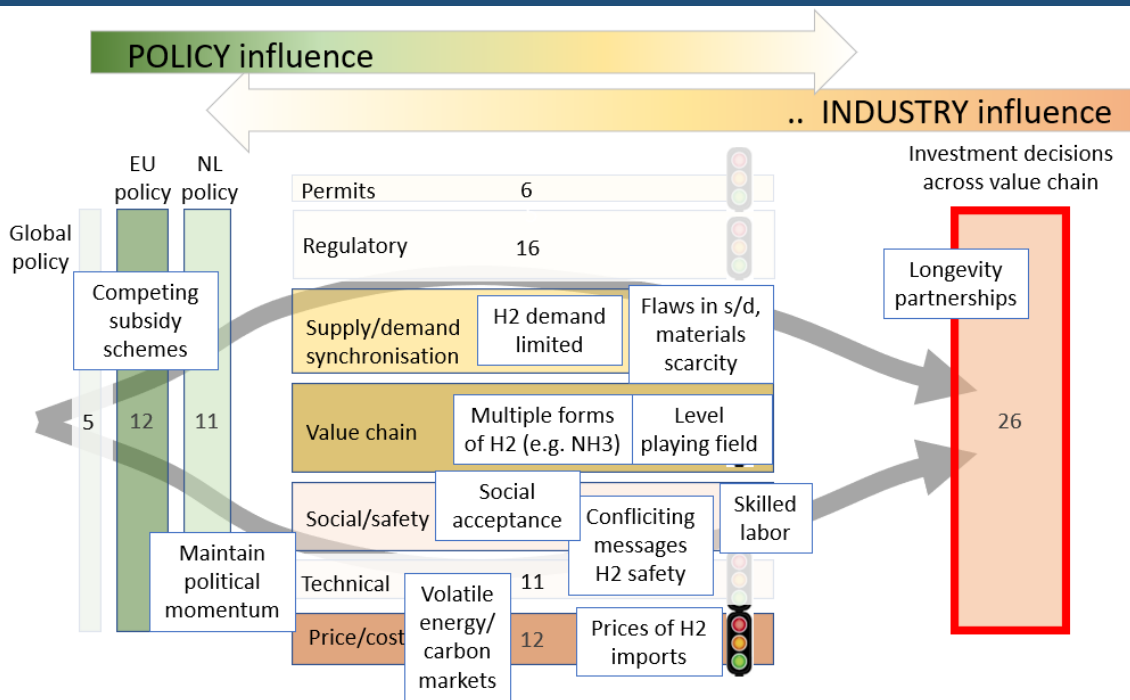 POLICY influence
.. INDUSTRY influence
EU
policy
NL
policy
Global
policy
Investment decisions
across value chain
Permits 6
Regulatory 16
Competing
subsidy
schemes
Longevity
partnerships
Supply/demand
synchronisation
H2 demand
limited
Flaws in s/d,
materials
scarcity
5
12
11
Value chain
Multiple forms
of H2 (e.g. NH3)
Level
playing field
26
Social/safety
Social
acceptance
Confliciting
messages
H2 safety
Skilled
labor
Maintain
political
momentum
Technical 11
Volatile
energy/
carbon
markets
Price/cost 12
Prices of H2
imports